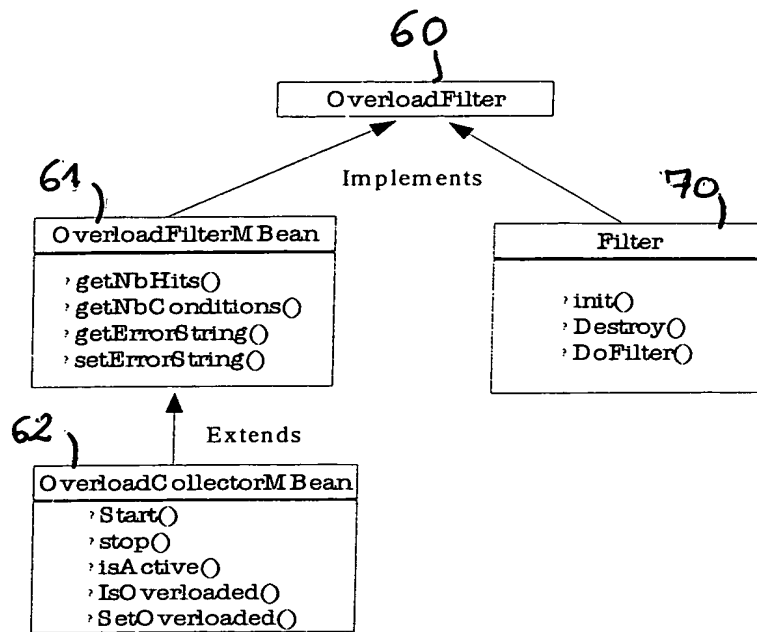 60
OverloadFilter
Implements
61
OverloadFilterMBean
getNbHits()
getNbConditions()
getErrorString()
setErrorString()
70
Filter
init()
Destroy()
DoFilter()
Extends
62
OverloadCollectorMBean
Start()
stop()
isActive()
IsOverloaded()
SetOverloaded()